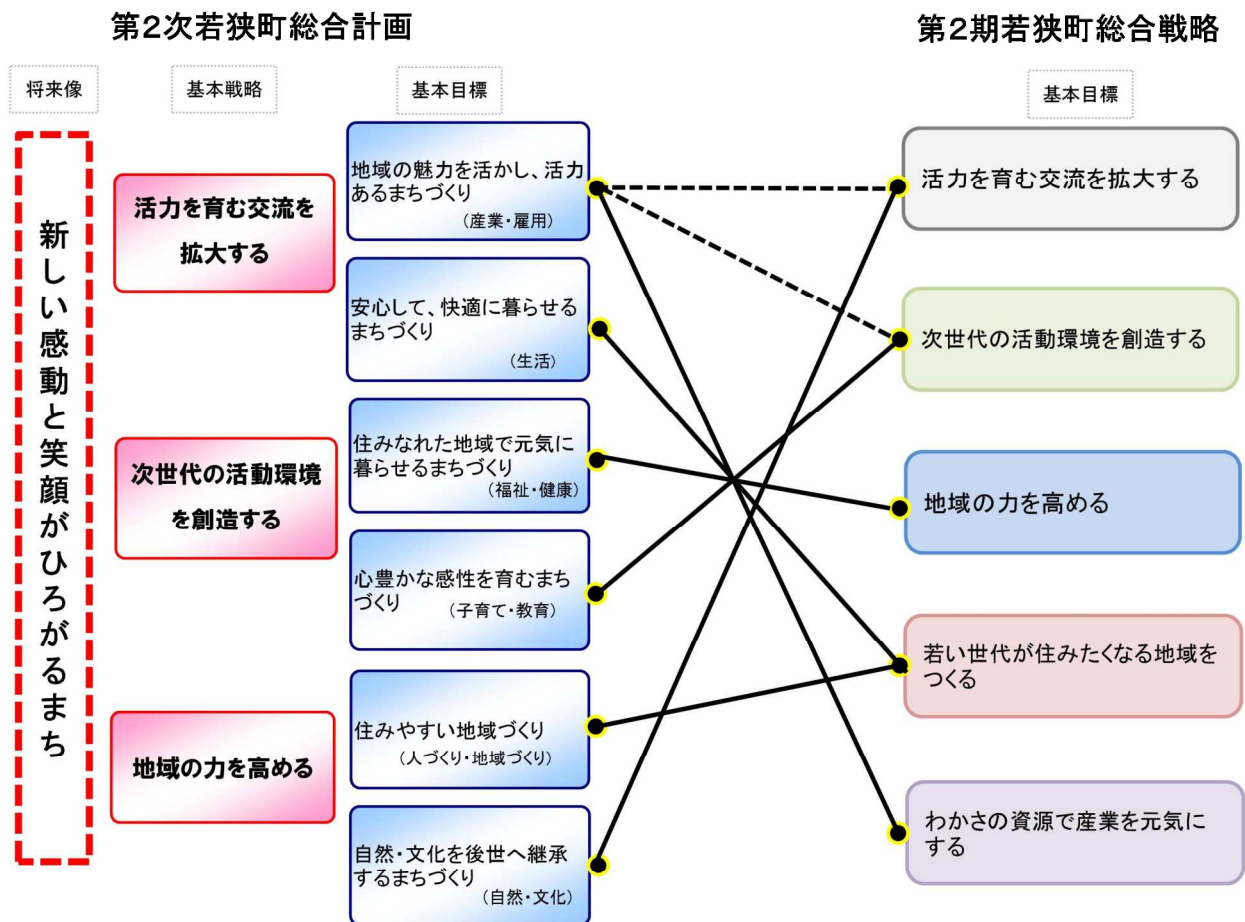 第2次若狭町総合計画
第2期若狭町総合戦略
将来像
基本戦略
基本目標
基本目標
新しい感動と笑顔がひろがるまち
活力を育む交流を
拡大する
次世代の活動環境
を創造する
地域の力を高める
地域の魅力を活かし、活力
あるまちづくり
(産業・雇用)
安心して、快適に暮らせる
まちづくり
(生活)
住みなれた地域で元気に
暮らせるまちづくり
(福祉・健康)
心豊かな感性を育むまち
づくり
(子育て・教育)
住みやすい地域づくり
(人づくり・地域づくり)
自然・文化を後世へ継承
するまちづくり
(自然・文化)
活力を育む交流を拡大する
次世代の活動環境を創造する
地域の力を高める
若い世代が住みたくなる地域を
つくる
わかさの資源で産業を元気に
する